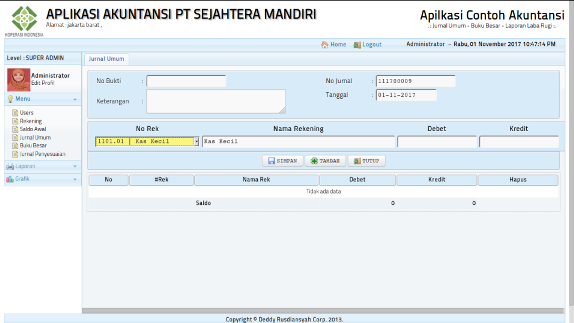 APLIKASI AKUNTANSI PT SEJAHTERA MANDIRI
Alamat : jakarta barat ,
KOPERASI INDONESIA
Apilkasi Contoh Akuntansi
.:: Jurnal Umum - Buku Besar - Laporan Laba Rugi ::.
Home Logout Administrator -- Rabu, 01 November 2017 10:47:14 PM
Level : SUPER ADMIN
Administrator
Edit Profil
Menu
Users
Rekening
Saldo Awal
Jurnal Umum
Buku Besar
Jurnal Penyesuaian
Laporan
Grafik
Jurnal Umum
No Bukti :
Keterangan :
No Jurnal : 111700009
Tanggal : 01-11-2017
No Rek Nama Rekening Debet Kredit
1101.01 | Kas Kecil Kas Kecil
SIMPAN TAMBAH TUTUP
No #Rek Nama Rek Debet Kredit Hapus
Tidak ada data
Saldo 0 0
Copyright © Deddy Rusdiansyah Corp. 2013.